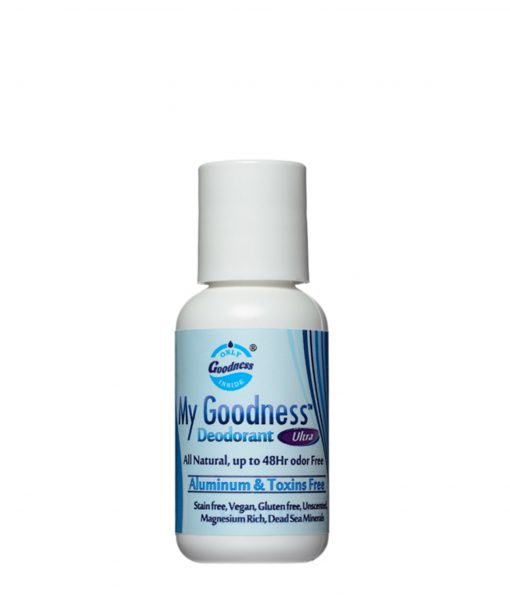 ONLY
Goodness
INSIDE
®
My Goodness™
Deodorant Ultra
All Natural, up to 48Hr odor Free
Aluminum & Toxins Free
Stain free, Vegan, Gluten free, Unscented,
Magnesium Rich, Dead Sea Minerals